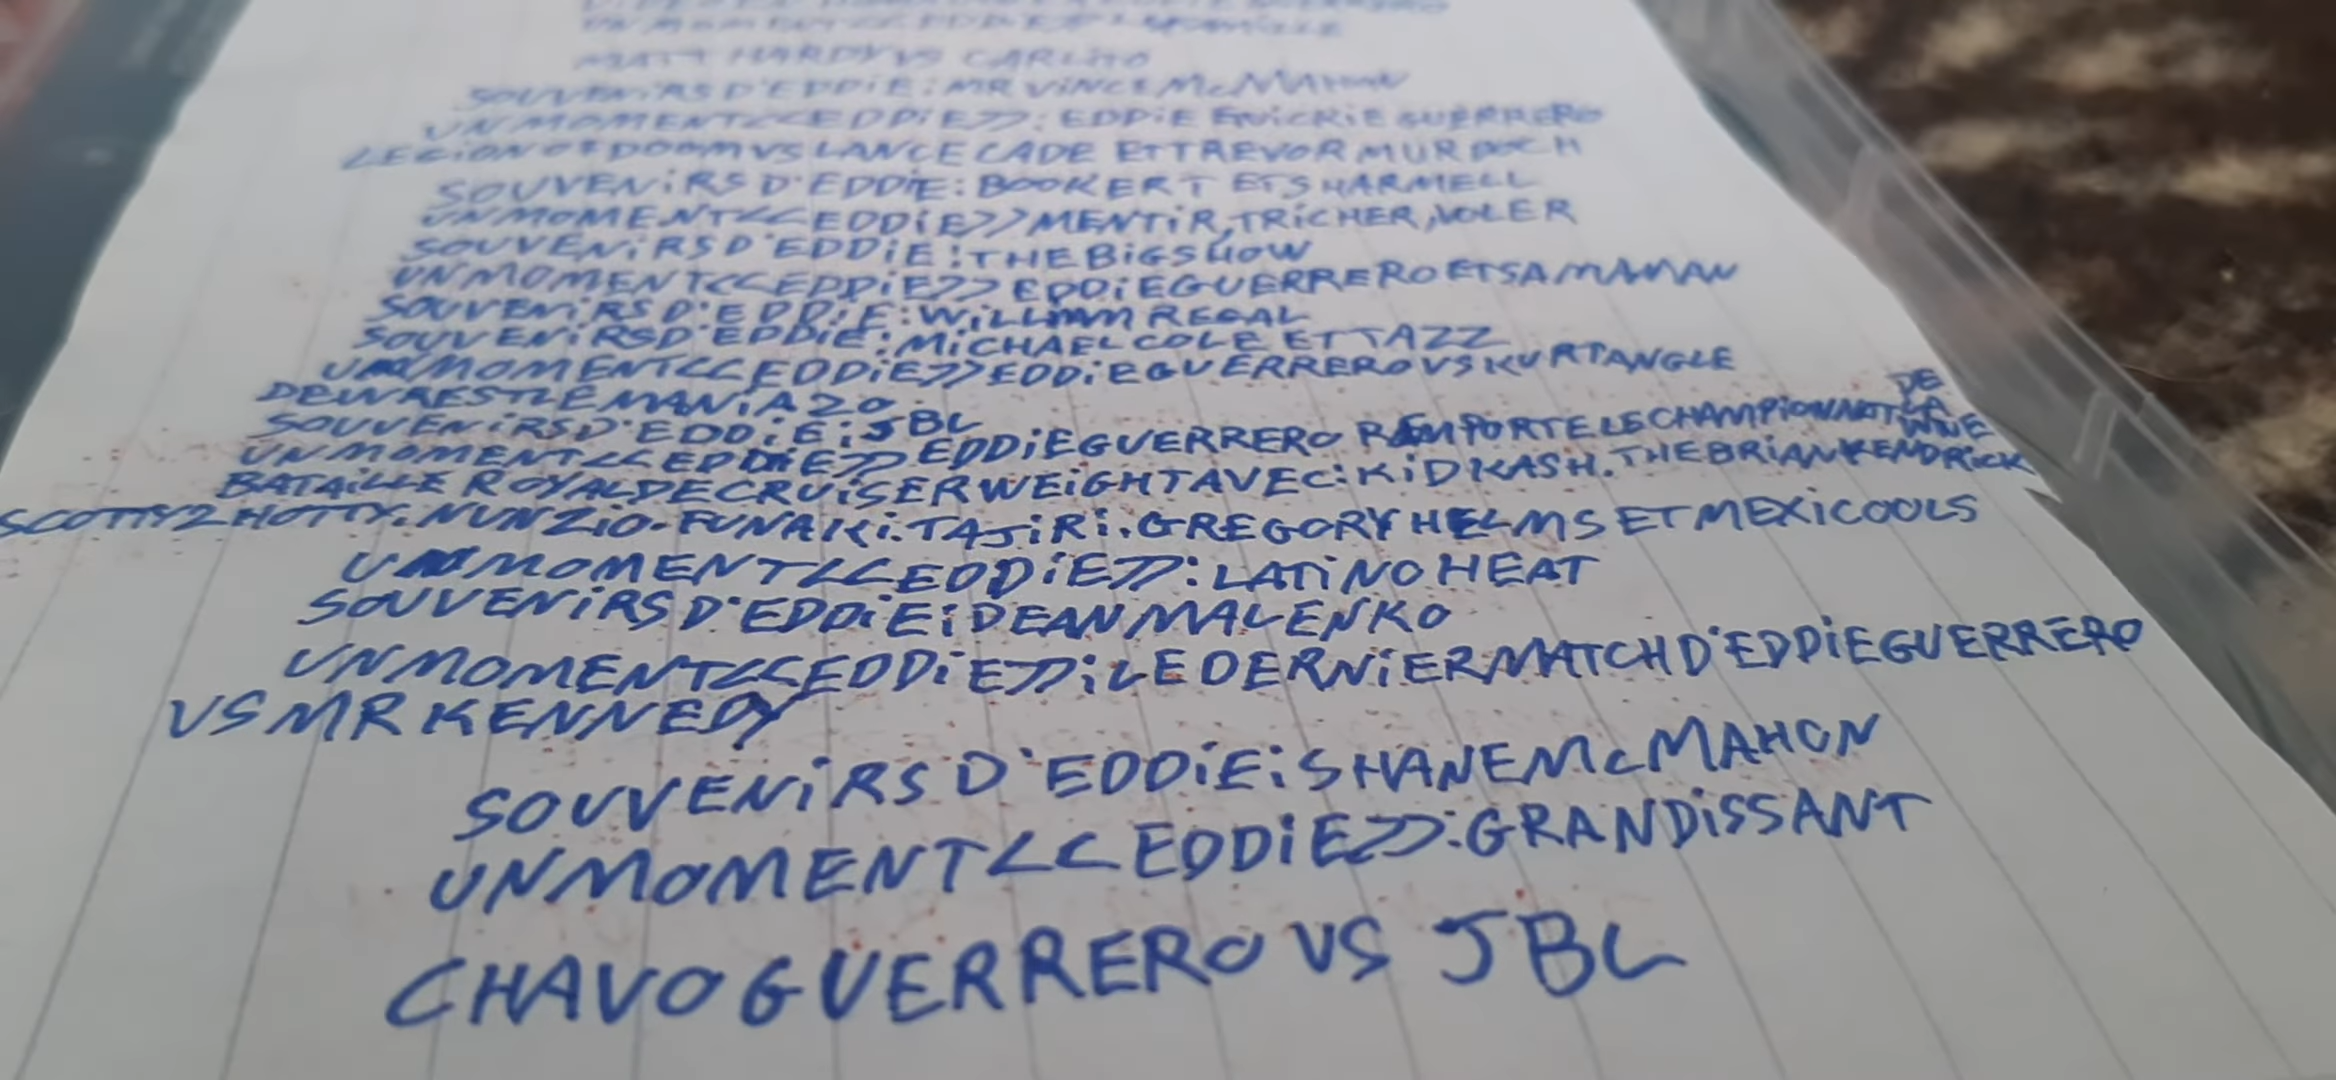 MATT HARDY VS CARLITO
SOUVENIRS D'EDDIE : MR VINCE McMAHON
UN MOMENT << EDDIE >> : EDDIE GUERRERO
LEGION OF DOOM VS LANCE CADE ET TREVOR MURDOCH
SOUVENIRS D'EDDIE : BOOKER T ET SHARMELL
UN MOMENT << EDDIE >> MENTIR, TRICHER, VOLER
SOUVENIRS D'EDDIE : THE BIG SHOW
UN MOMENT << EDDIE >> EDDIE GUERRERO ET SA MAMAN
SOUVENIRS D'EDDIE : WILLIAM REGAL
SOUVENIRS D'EDDIE : MICHAEL COLE ET TAZZ
UN MOMENT << EDDIE >> EDDIE GUERRERO VS KURT ANGLE
DE WRESTLEMANIA 20
SOUVENIRS D'EDDIE : JBL
UN MOMENT << EDDIE >> EDDIE GUERRERO REMPORTE LE CHAMPIONNAT DE LA WWE
BATAILLE ROYAL DE CRUISERWEIGHT AVEC : KID KASH. THE BRIAN KENDRICK
SCOTTY 2 HOTTY. NUNZIO. FUNAKI. TAJIRI. GREGORY HELMS ET MEXICOOLS
UN MOMENT << EDDIE >> : LATINO HEAT
SOUVENIRS D'EDDIE : DEAN MALENKO
UN MOMENT << EDDIE >> : LE DERNIER MATCH D'EDDIE GUERRERO
VS MR KENNEDY
SOUVENIRS D'EDDIE : SHANE McMAHON
UN MOMENT << EDDIE >> : GRANDISSANT
CHAVO GUERRERO VS JBL